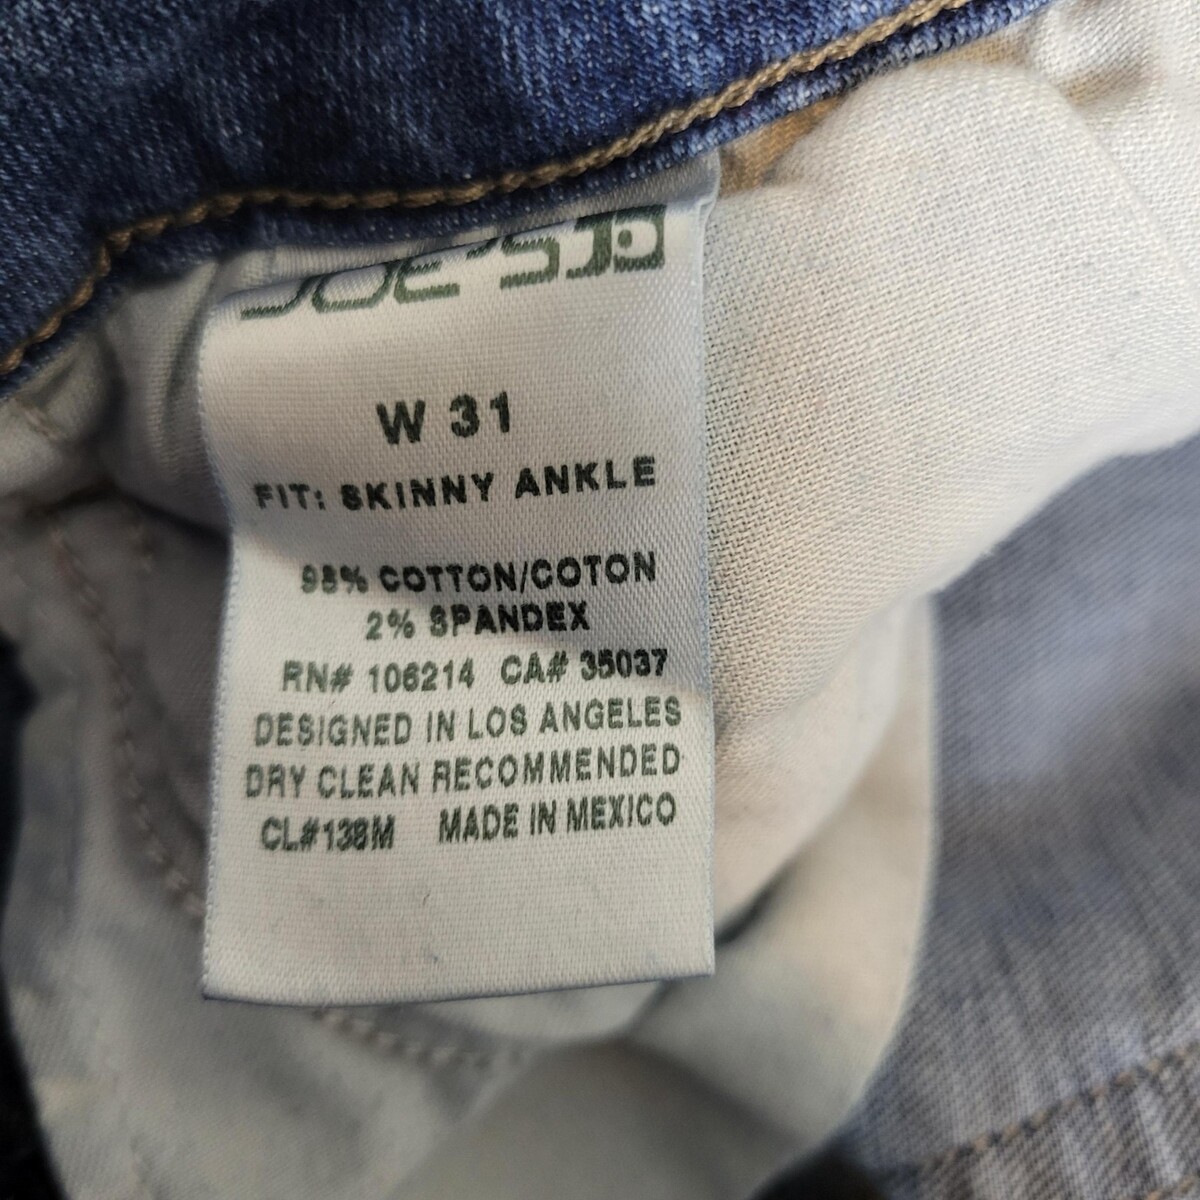 JOE'S
W 31
FIT: SKINNY ANKLE
98% COTTON/COTON
2% SPANDEX
RN# 106214 CA# 35037
DESIGNED IN LOS ANGELES
DRY CLEAN RECOMMENDED
CL#138M MADE IN MEXICO